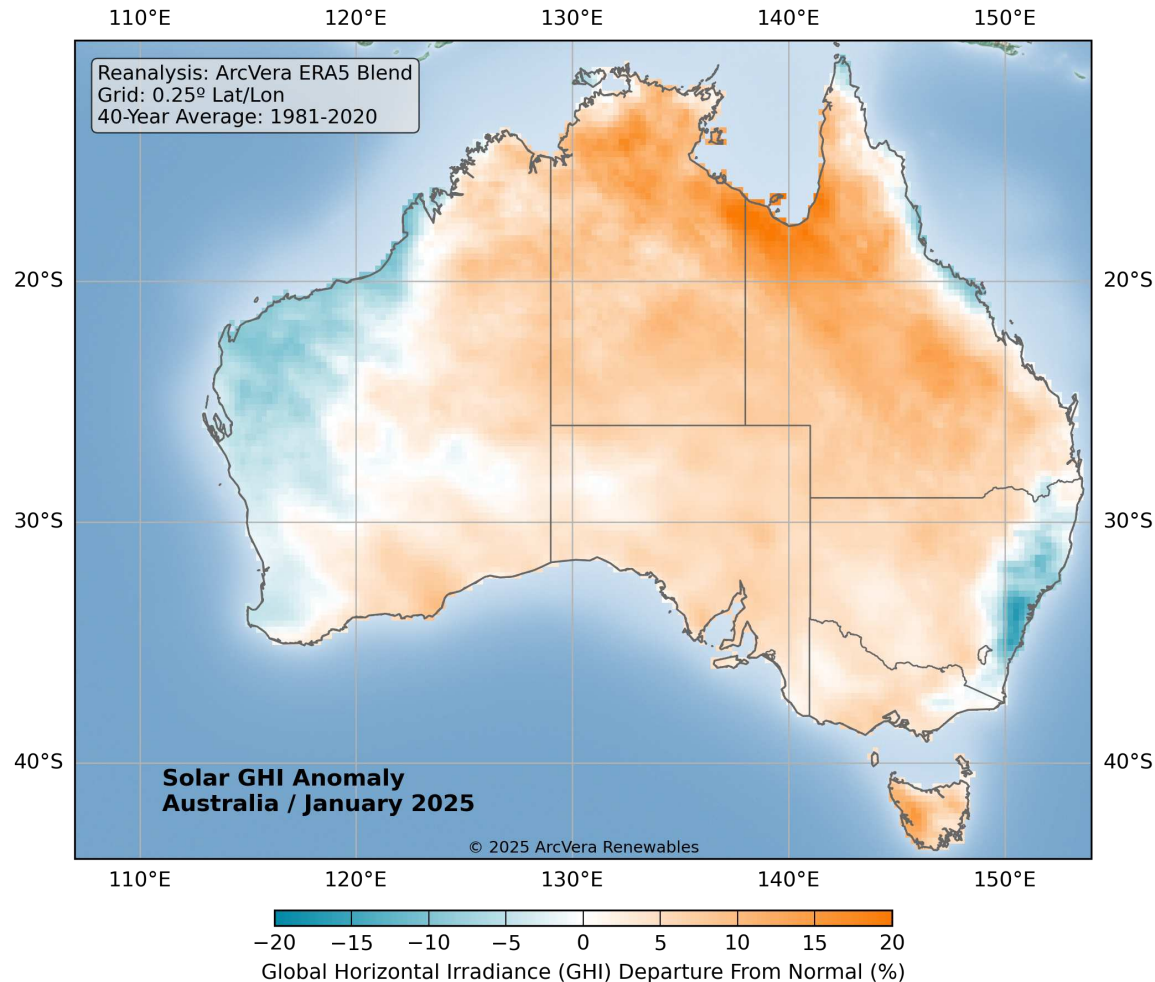 110°E 120°E 130°E 140°E 150°E
Reanalysis: ArcVera ERA5 Blend
Grid: 0.25º Lat/Lon
40-Year Average: 1981-2020
20°S 20°S
30°S 30°S
40°S 40°S
Solar GHI Anomaly
Australia / January 2025
© 2025 ArcVera Renewables
110°E 120°E 130°E 140°E 150°E
−20 −15 −10 −5 0 5 10 15 20
Global Horizontal Irradiance (GHI) Departure From Normal (%)